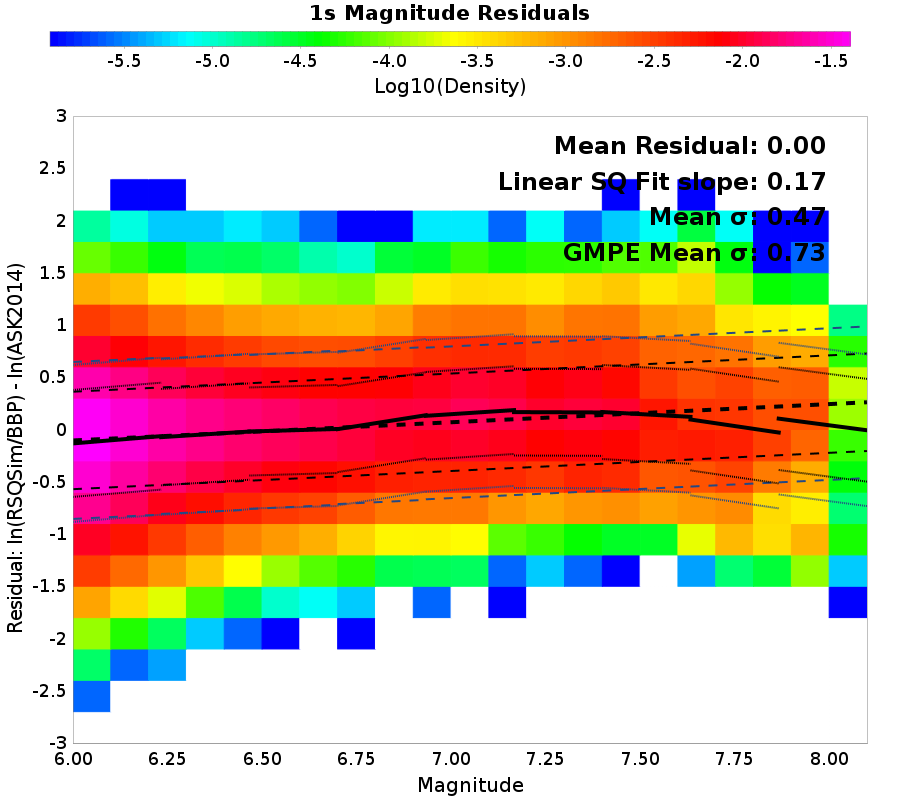 1s Magnitude Residuals
-5.5 -5.0 -4.5 -4.0 -3.5 -3.0 -2.5 -2.0 -1.5
Log10(Density)
Mean Residual: 0.00
Linear SQ Fit slope: 0.17
Mean σ: 0.47
GMPE Mean σ: 0.73
Residual: ln(RSQSim/BBP) - ln(ASK2014)
3
2.5
2
1.5
1
0.5
0
-0.5
-1
-1.5
-2
-2.5
-3
6.00 6.25 6.50 6.75 7.00 7.25 7.50 7.75 8.00
Magnitude